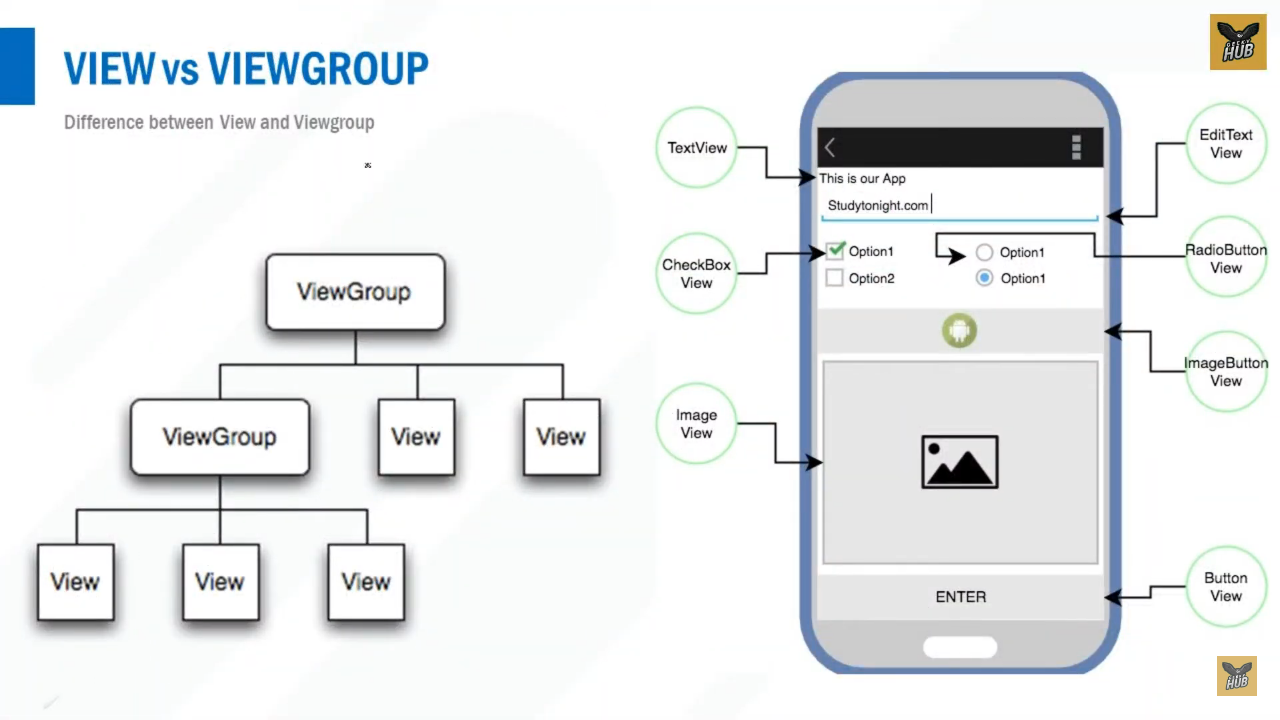 VIEW vs VIEWGROUP
Difference between View and Viewgroup
ViewGroup
ViewGroup
View
View
View
View
View
TextView
CheckBox
View
Image
View
This is our App
Studytonight.com
Option1
Option2
Option1
Option1
ENTER
EditText
View
RadioButton
View
ImageButton
View
Button
View
GEEKY
HUB
HUB